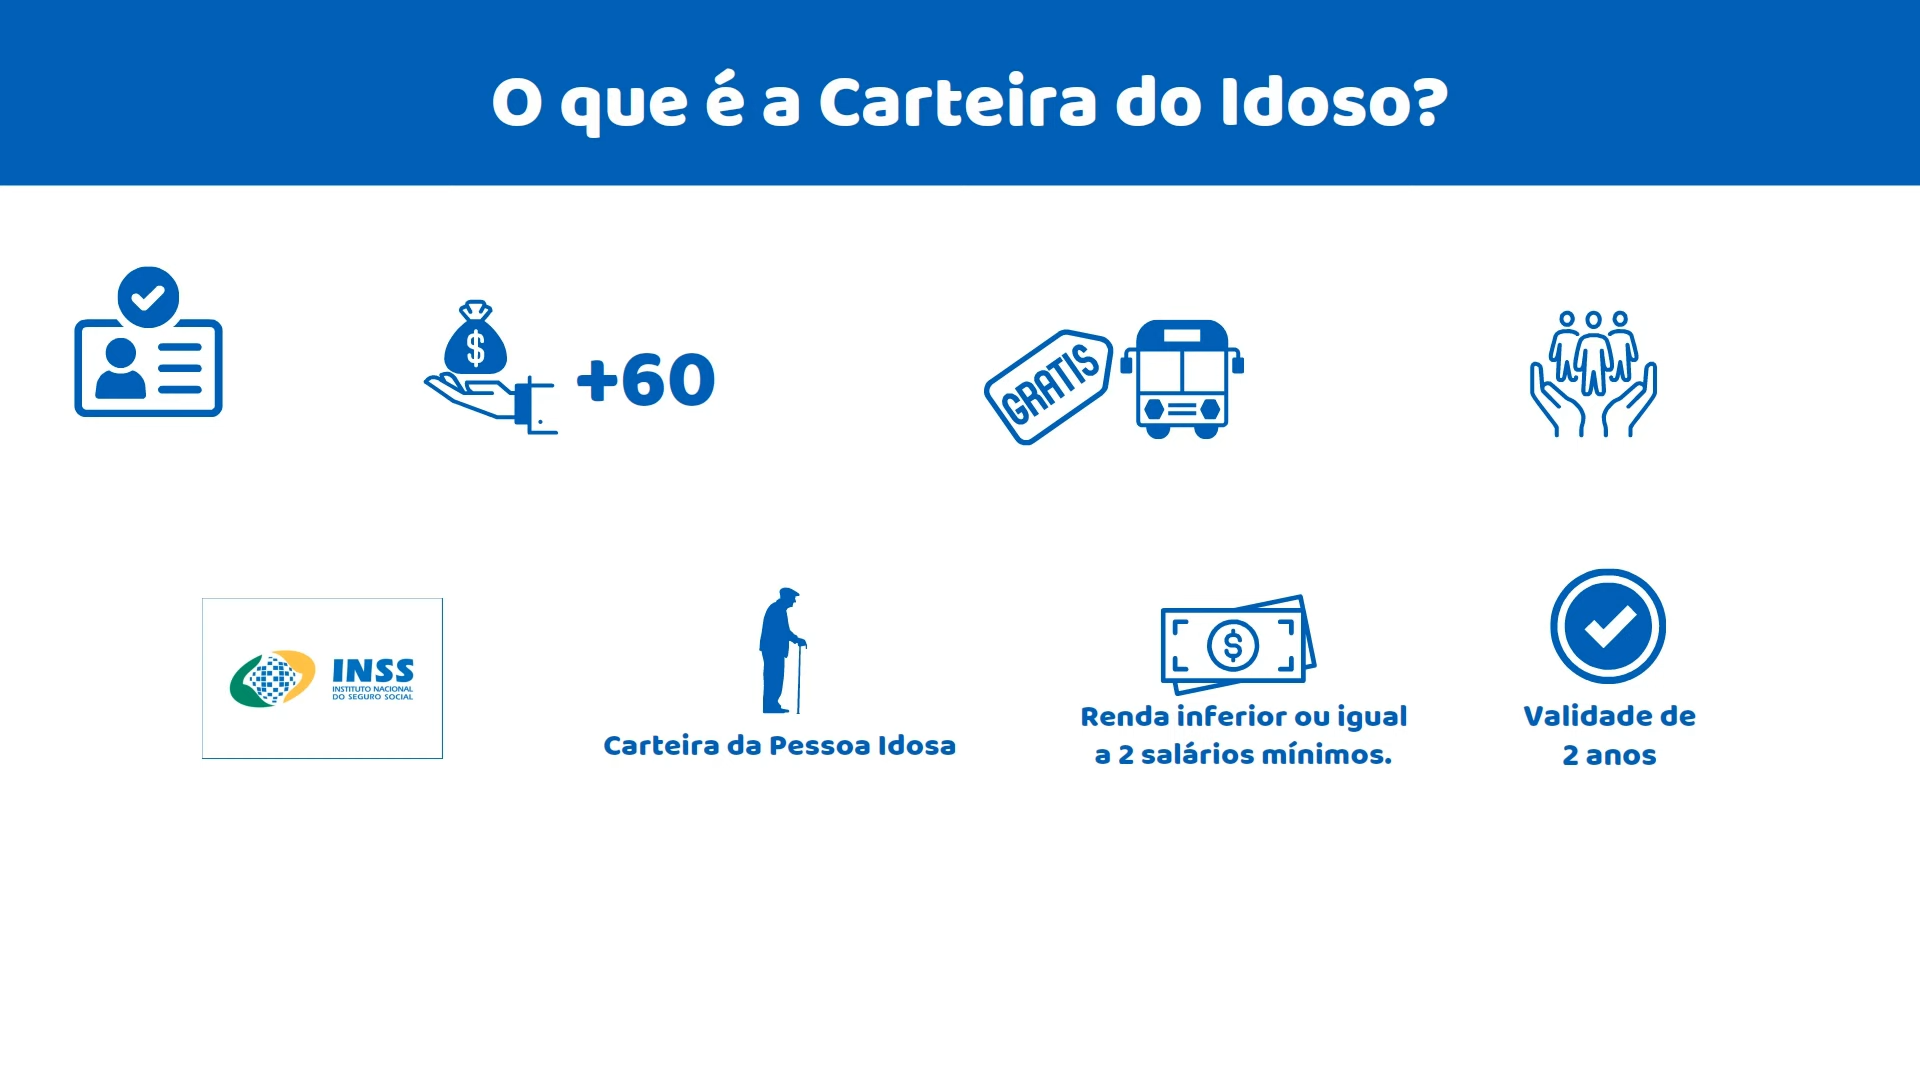 O que é a Carteira do Idoso?
$
+60
GRATIS
INSS
INSTITUTO NACIONAL
DO SEGURO SOCIAL
Carteira da Pessoa Idosa
$
Renda inferior ou igual
a 2 salários mínimos.
Validade de
2 anos